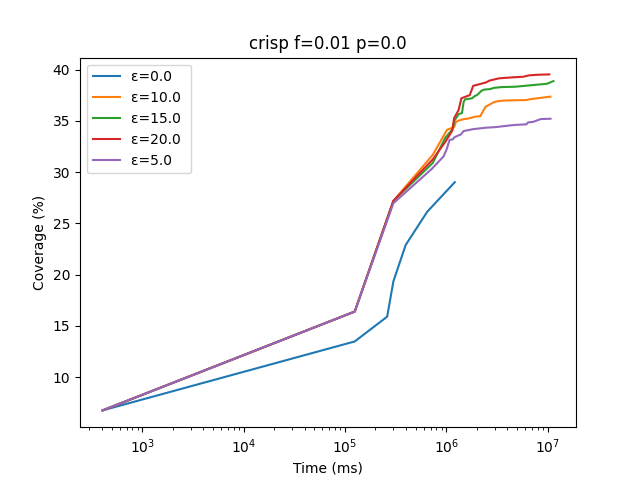 crisp f=0.01 p=0.0
ε=0.0
ε=10.0
ε=15.0
ε=20.0
ε=5.0
Coverage (%)
40
35
30
25
20
15
10
10³ 10⁴ 10⁵ 10⁶ 10⁷
Time (ms)